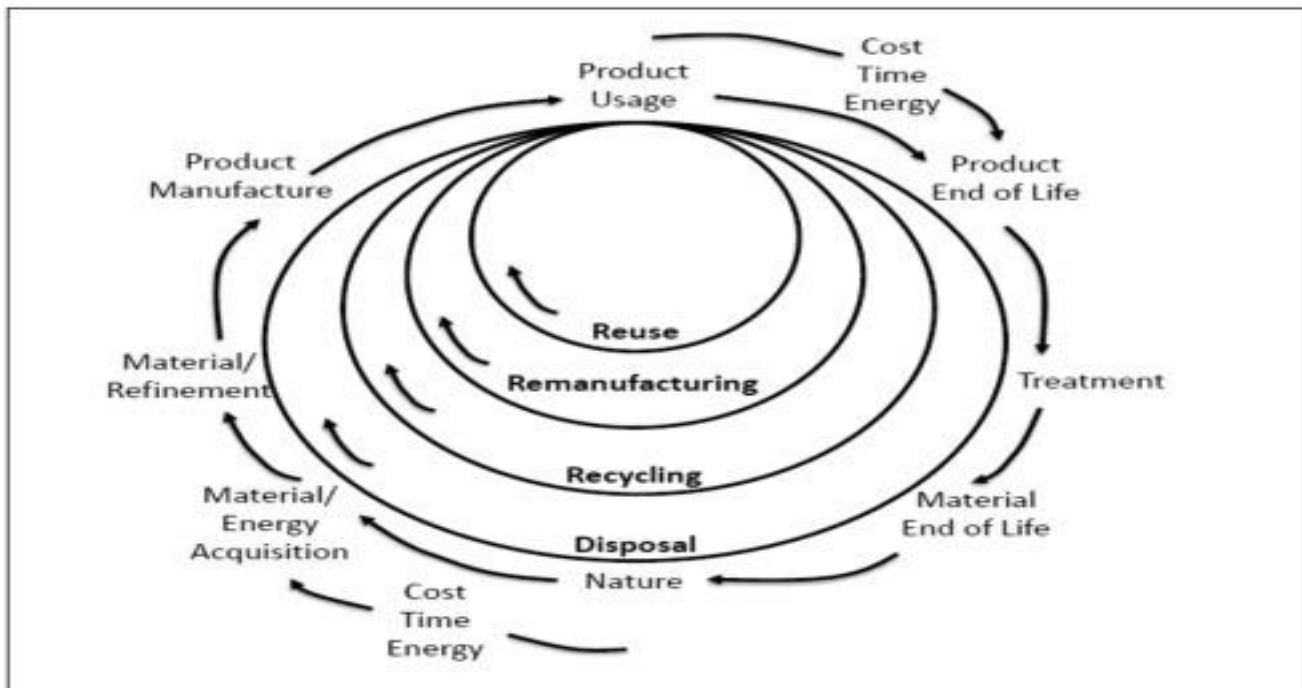 Cost
Time
Energy
Product
Usage
Product
Manufacture
Product
End of Life
Reuse
Material/
Refinement
Remanufacturing
Treatment
Recycling
Material/
Energy
Acquisition
Material
End of Life
Disposal
Nature
Cost
Time
Energy